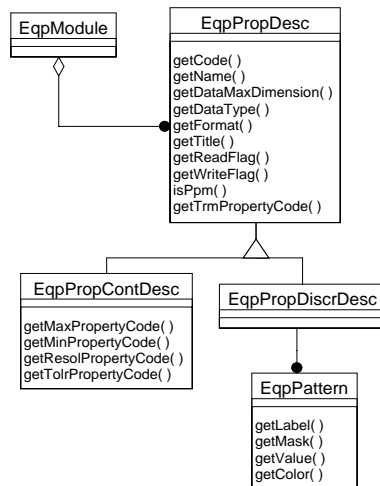 EqpModule
EqpPropDesc
getCode( )
getName( )
getDataMaxDimension( )
getDataType( )
getFormat( )
getTitle( )
getReadFlag( )
getWriteFlag( )
isPpm( )
getTrmPropertyCode( )
EqpPropContDesc
getMaxPropertyCode( )
getMinPropertyCode( )
getResolPropertyCode( )
getTolrPropertyCode( )
EqpPropDiscrDesc
EqpPattern
getLabel( )
getMask( )
getValue( )
getColor( )